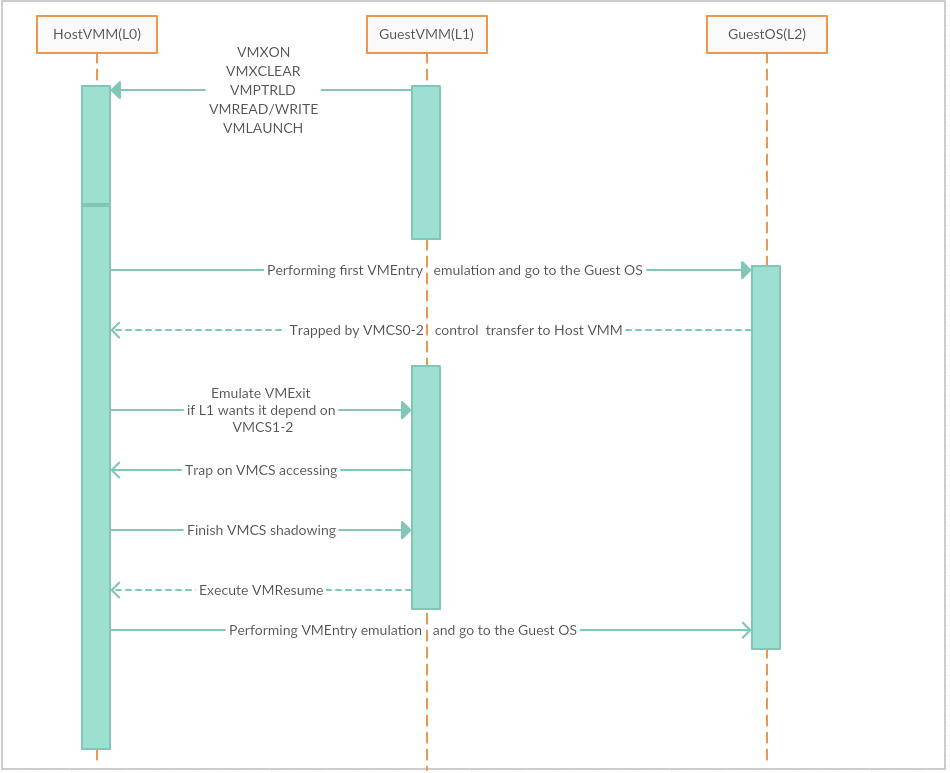 HostVMM(L0)
GuestVMM(L1)
GuestOS(L2)
VMXON
VMXCLEAR
VMPTRLD
VMREAD/WRITE
VMLAUNCH
Performing first VMEntry emulation and go to the Guest OS
Trapped by VMCS0-2 control transfer to Host VMM
Emulate VMExit
if L1 wants it depend on
VMCS1-2
Trap on VMCS accessing
Finish VMCS shadowing
Execute VMResume
Performing VMEntry emulation and go to the Guest OS